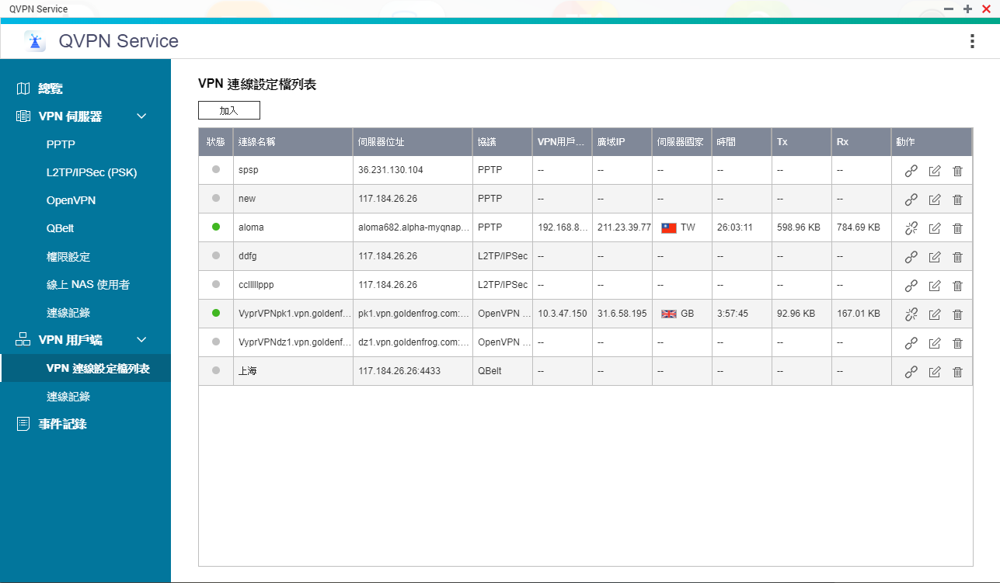 QVPN Service
QVPN Service
總覽
VPN 伺服器
PPTP
L2TP/IPSec (PSK)
OpenVPN
QBelt
權限設定
線上 NAS 使用者
連線記錄
VPN 用戶端
VPN 連線設定檔列表
連線記錄
事件記錄
VPN 連線設定檔列表
加入
狀態 連線名稱 伺服器位址 協議 VPN用戶... 廣域IP 伺服器國家 時間 Tx Rx 動作
spsp 36.231.130.104 PPTP -- -- -- -- -- --
new 117.184.26.26 PPTP -- -- -- -- -- --
aloma aloma682.alpha-myqnap... PPTP 192.168.8... 211.23.39.77 TW 26:03:11 598.96 KB 784.69 KB
ddfg 117.184.26.26 L2TP/IPSec -- -- -- -- -- --
cclllllppp 117.184.26.26 L2TP/IPSec -- -- -- -- -- --
VyprVPNpk1.vpn.goldenf... pk1.vpn.goldenfrog.com:... OpenVPN ... 10.3.47.150 31.6.58.195 GB 3:57:45 92.96 KB 167.01 KB
VyprVPNdz1.vpn.goldenf... dz1.vpn.goldenfrog.com:... OpenVPN ... -- -- -- -- -- --
上海 117.184.26.26:4433 QBelt -- -- -- -- -- --